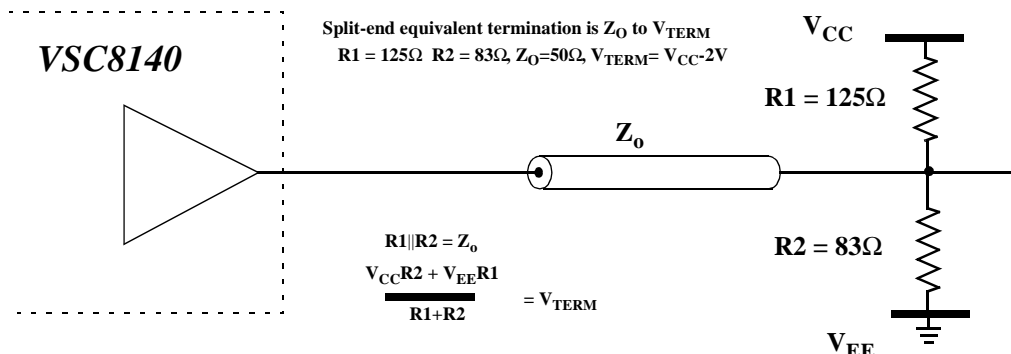 Split-end equivalent termination is ZO to VTERM
R1 = 125Ω R2 = 83Ω, ZO=50Ω, VTERM= VCC-2V
VCC
VSC8140
R1 = 125Ω
Zo
R1||R2 = Zo
R2 = 83Ω
VCCR2 + VEER1
= VTERM
R1+R2
VEE